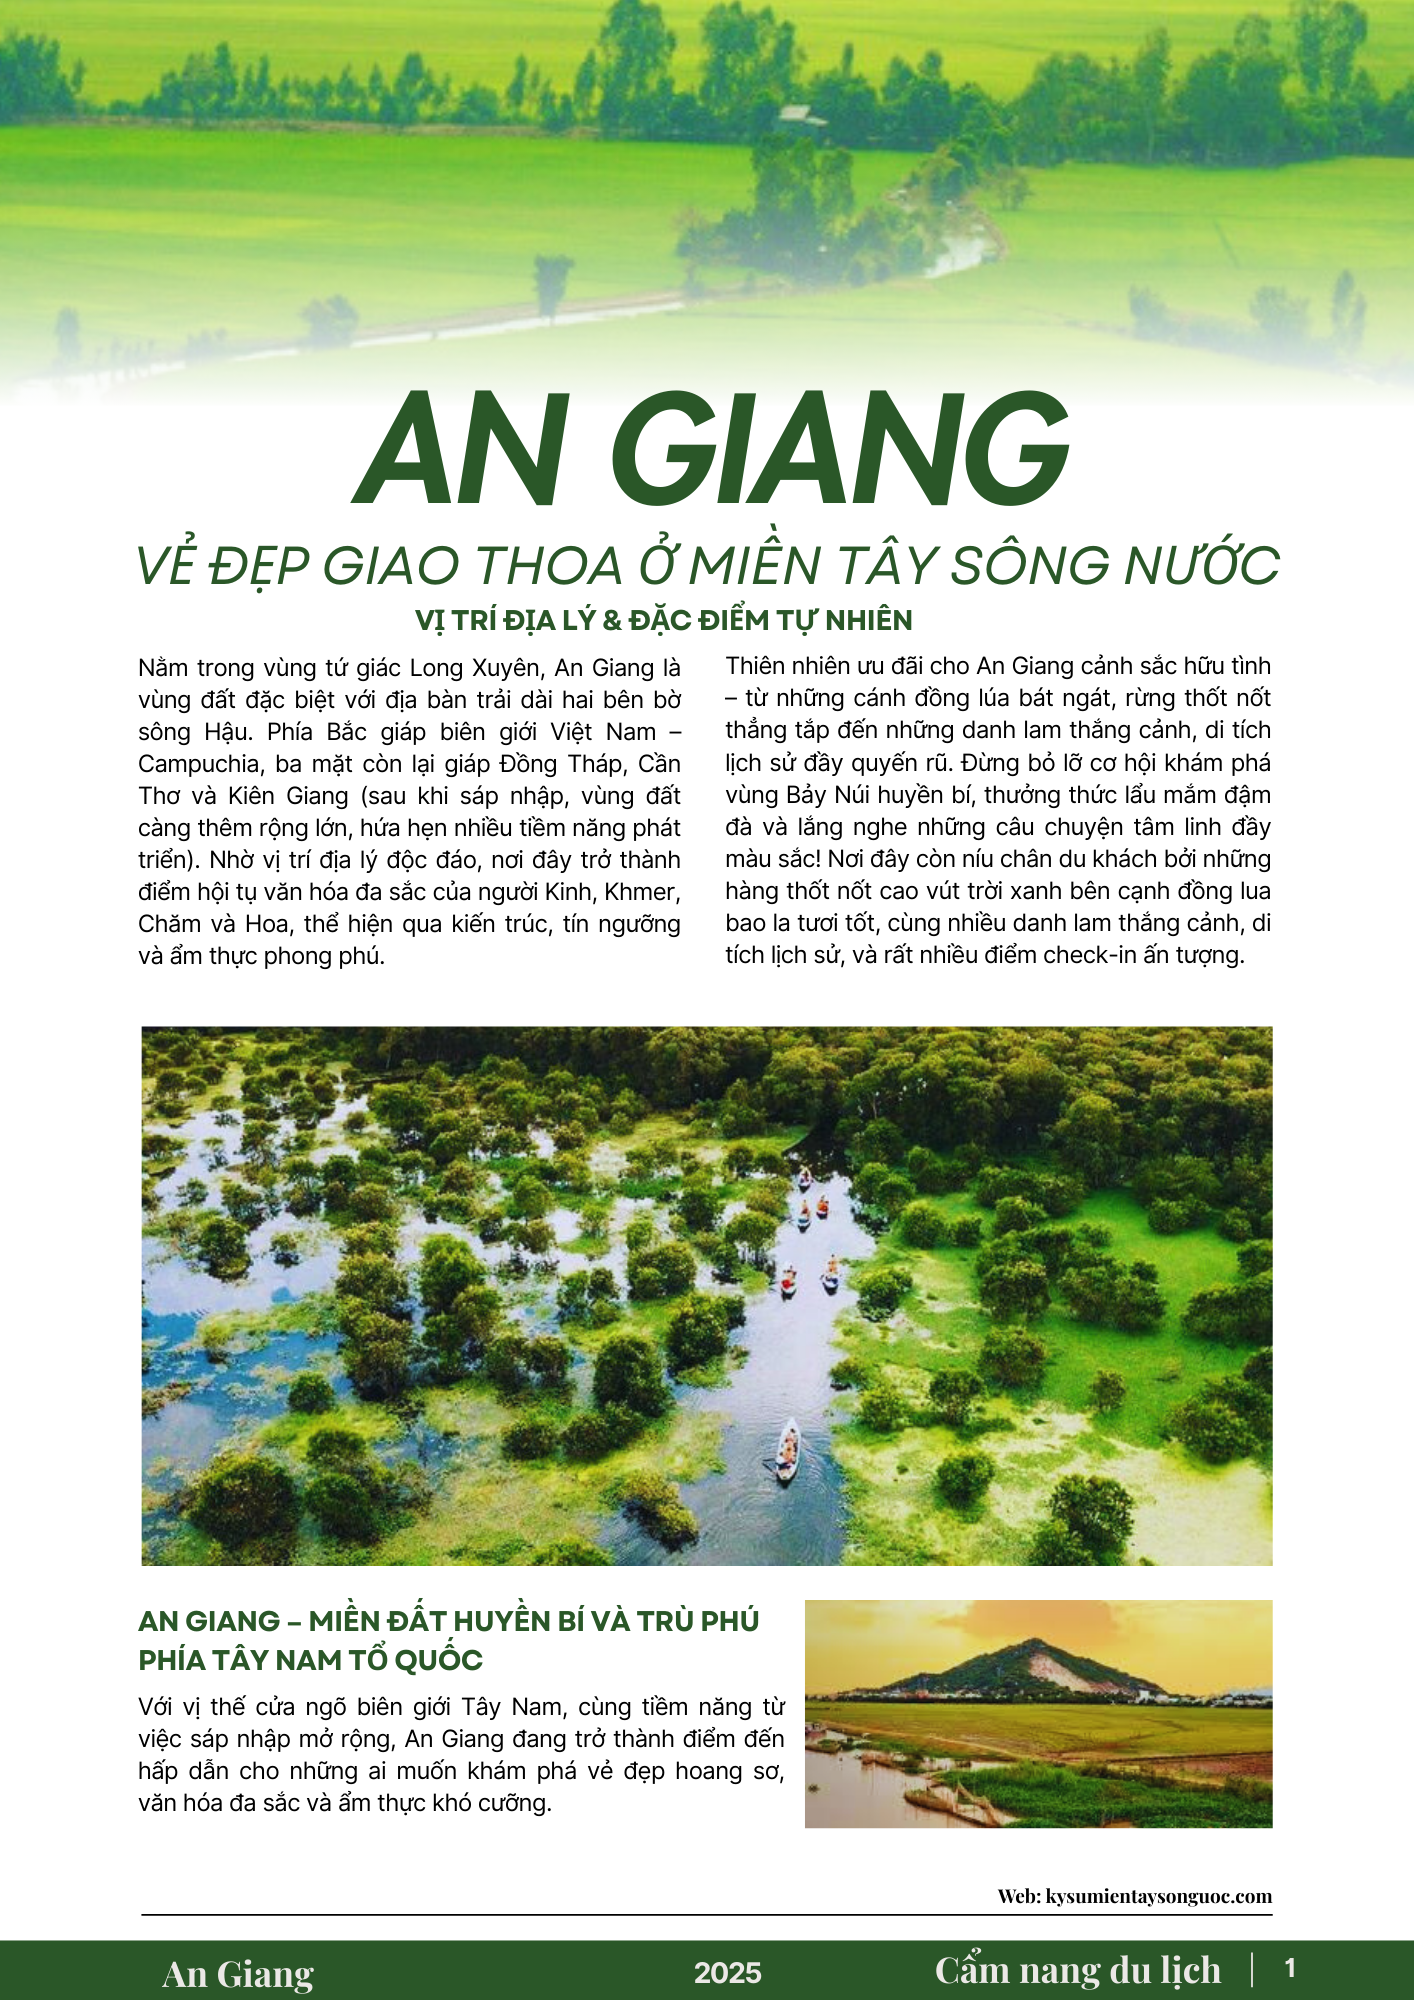 AN GIANG
VẺ ĐẸP GIAO THOA Ở MIỀN TÂY SÔNG NƯỚC
VỊ TRÍ ĐỊA LÝ & ĐẶC ĐIỂM TỰ NHIÊN
Nằm trong vùng tứ giác Long Xuyên, An Giang là
vùng đất đặc biệt với địa bàn trải dài hai bên bờ
sông Hậu. Phía Bắc giáp biên giới Việt Nam –
Campuchia, ba mặt còn lại giáp Đồng Tháp, Cần
Thơ và Kiên Giang (sau khi sáp nhập, vùng đất
càng thêm rộng lớn, hứa hẹn nhiều tiềm năng phát
triển). Nhờ vị trí địa lý độc đáo, nơi đây trở thành
điểm hội tụ văn hóa đa sắc của người Kinh, Khmer,
Chăm và Hoa, thể hiện qua kiến trúc, tín ngưỡng
và ẩm thực phong phú.
Thiên nhiên ưu đãi cho An Giang cảnh sắc hữu tình
– từ những cánh đồng lúa bát ngát, rừng thốt nốt
thẳng tắp đến những danh lam thắng cảnh, di tích
lịch sử đầy quyến rũ. Đừng bỏ lỡ cơ hội khám phá
vùng Bảy Núi huyền bí, thưởng thức lẩu mắm đậm
đà và lắng nghe những câu chuyện tâm linh đầy
màu sắc! Nơi đây còn níu chân du khách bởi những
hàng thốt nốt cao vút trời xanh bên cạnh đồng lua
bao la tươi tốt, cùng nhiều danh lam thắng cảnh, di
tích lịch sử, và rất nhiều điểm check-in ấn tượng.
AN GIANG – MIỀN ĐẤT HUYỀN BÍ VÀ TRÙ PHÚ
PHÍA TÂY NAM TỔ QUỐC
Với vị thế cửa ngõ biên giới Tây Nam, cùng tiềm năng từ
việc sáp nhập mở rộng, An Giang đang trở thành điểm đến
hấp dẫn cho những ai muốn khám phá vẻ đẹp hoang sơ,
văn hóa đa sắc và ẩm thực khó cưỡng.
Web: kysumientaysonguoc.com
An Giang
2025
Cẩm nang du lịch | 1